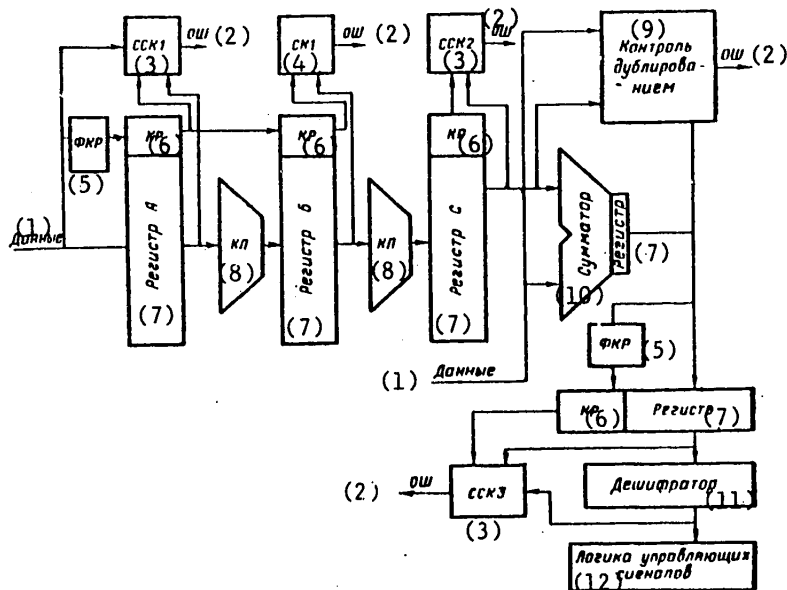 ССК1
(3)
ОШ
(2)
СК1
(4)
(2)
ССК2
(3)
(2)
ОШ
(9)
Контроль
дублирова-
нием
ОШ
(2)
ФКР
(5)
КР
(6)
КР
(6)
КР
(6)
(1)
Данные
Регистр А
(7)
КП
(8)
Регистр Б
(7)
КП
(8)
Регистр С
(7)
Сумматор
(10)
Регистр
(7)
(1)
Данные
ФКР
(5)
КР
(6)
Регистр
(7)
(2)
ОШ
ССК3
(3)
Дешифратор
(11)
Логика управляющих
сигналов
(12)